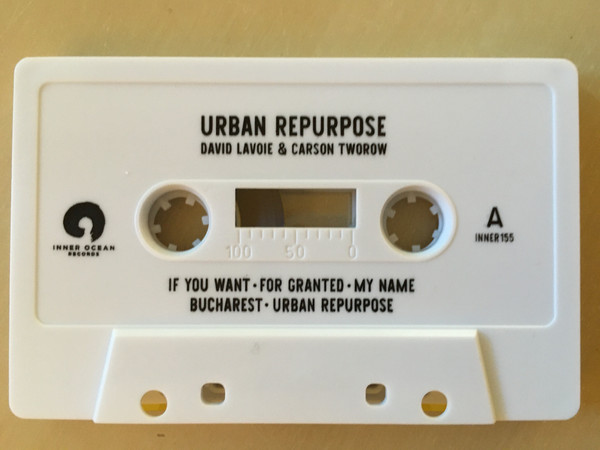 URBAN REPURPOSE
DAVID LAVOIE & CARSON TWOROW
INNER OCEAN
RECORDS
100 50 0
A
INNER155
IF YOU WANT · FOR GRANTED · MY NAME
BUCHAREST · URBAN REPURPOSE